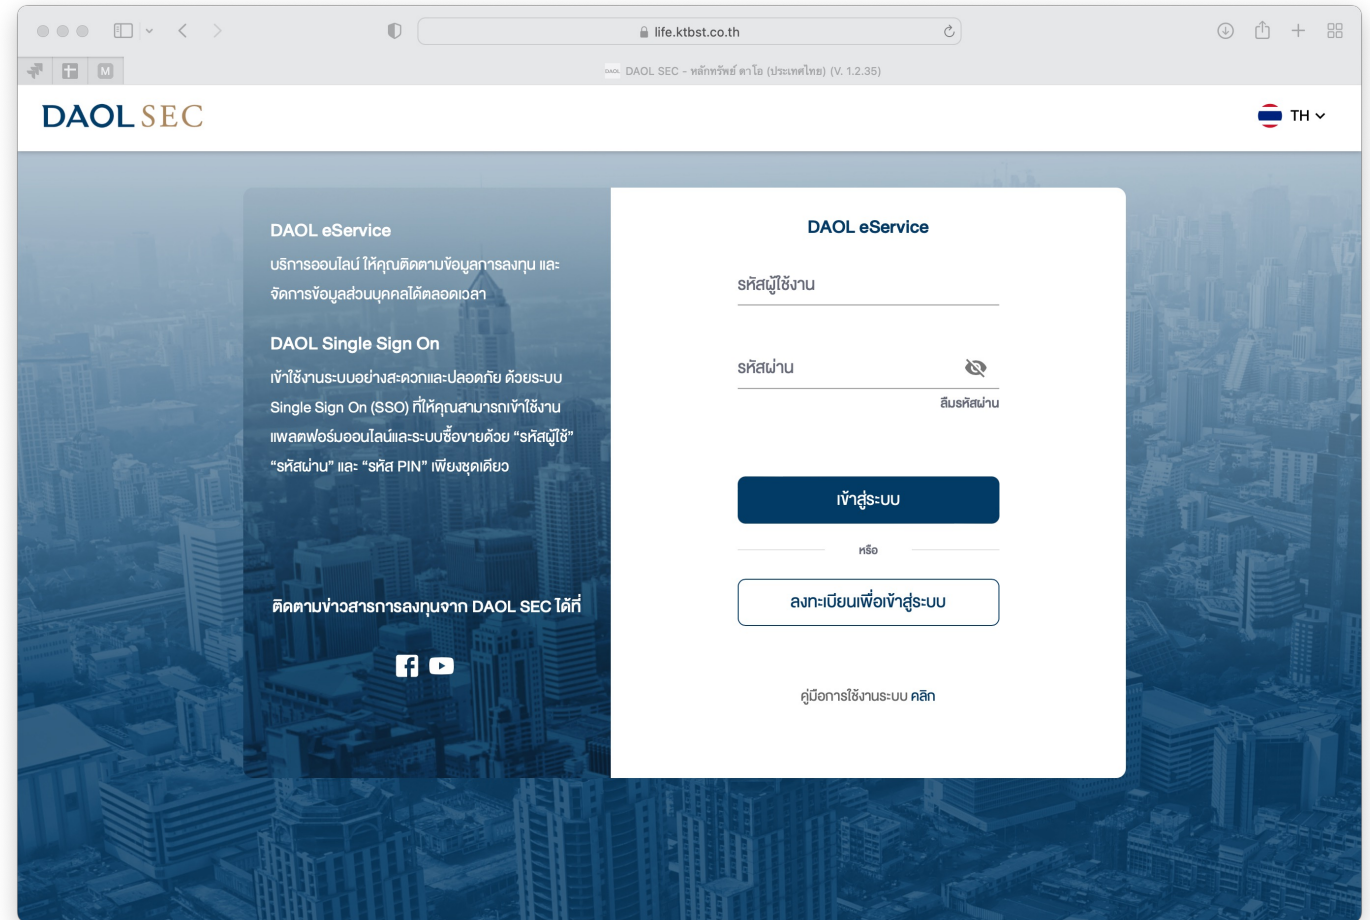 life.ktbst.co.th
M
DAOL SEC - หลักทรัพย์ ดาโอ (ประเทศไทย) (V. 1.2.35)
DAOL SEC
TH
DAOL eService
บริการออนไลน์ ให้คุณติดตามข้อมูลการลงทุน และ
จัดการข้อมูลส่วนบุคคลได้ตลอดเวลา
DAOL Single Sign On
เข้าใช้งานระบบอย่างสะดวกและปลอดภัย ด้วยระบบ
Single Sign On (SSO) ที่ให้คุณสามารถเข้าใช้งาน
แพลตฟอร์มออนไลน์และระบบซื้อขายด้วย “รหัสผู้ใช้”
“รหัสผ่าน” และ “รหัส PIN” เพียงชุดเดียว
ติดตามข่าวสารการลงทุนจาก DAOL SEC ได้ที่
DAOL eService
รหัสผู้ใช้งาน
รหัสผ่าน
ลืมรหัสผ่าน
เข้าสู่ระบบ
หรือ
ลงทะเบียนเพื่อเข้าสู่ระบบ
คู่มือการใช้งานระบบ คลิก